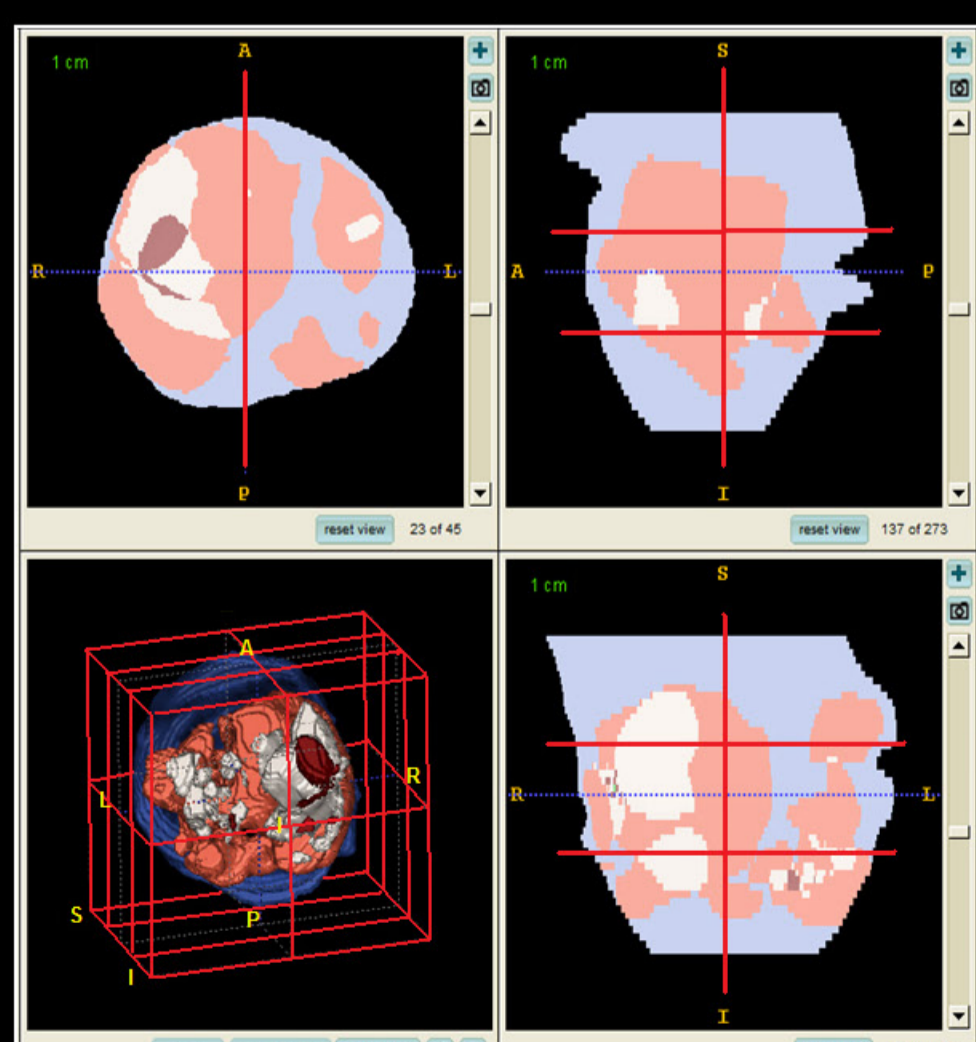 A
1 cm
R
L
P
reset view 23 of 45
S
1 cm
A
P
I
reset view 137 of 273
A
R
L
I
S
P
I
S
1 cm
R
L
I